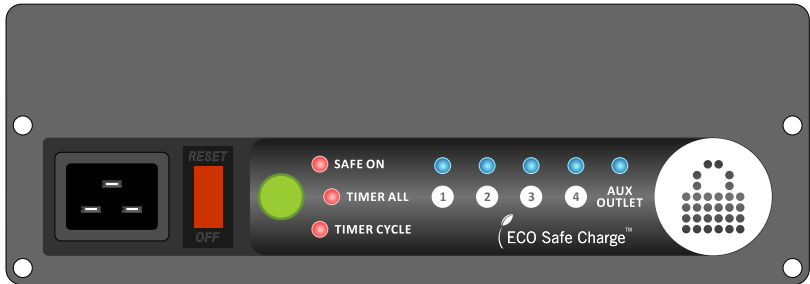 RESET
OFF
SAFE ON
TIMER ALL
TIMER CYCLE
1 2 3 4 AUX
OUTLET
ECO Safe Charge™